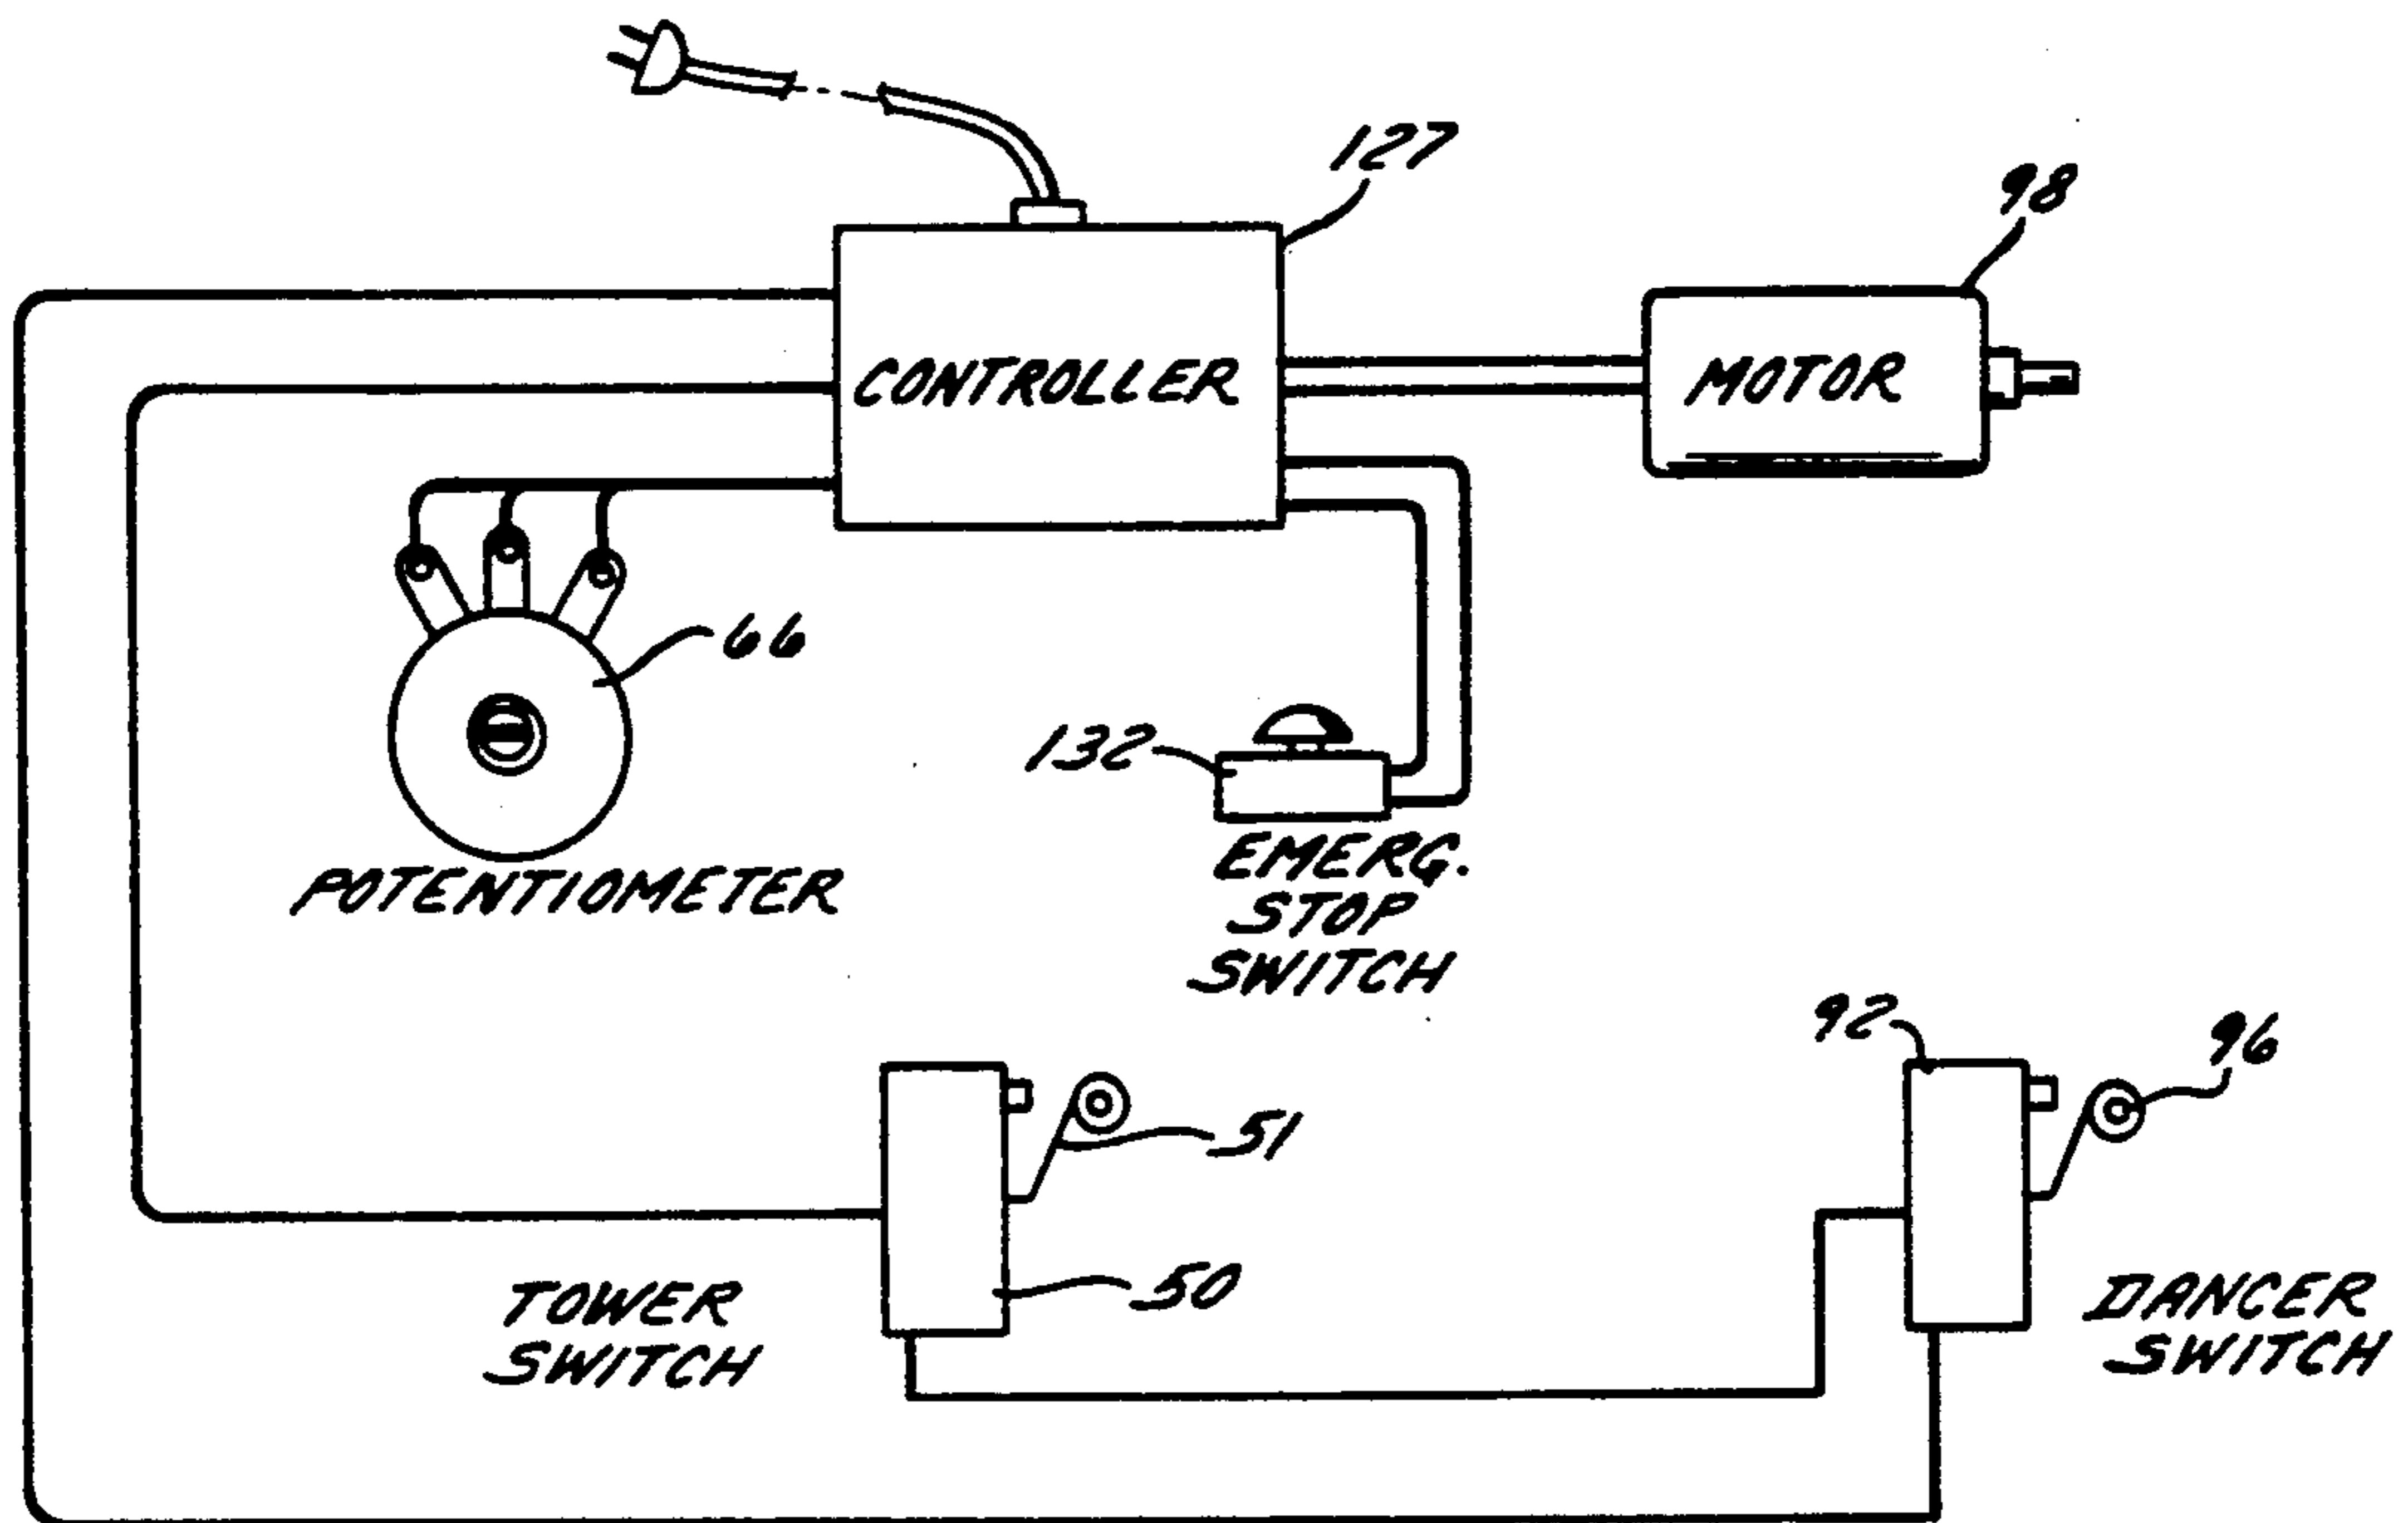 127
98
CONTROLLER
MOTOR
66
132
POTENTIOMETER
EMERG.
STOP
SWITCH
92
96
51
50
TOWER
SWITCH
DANCER
SWITCH